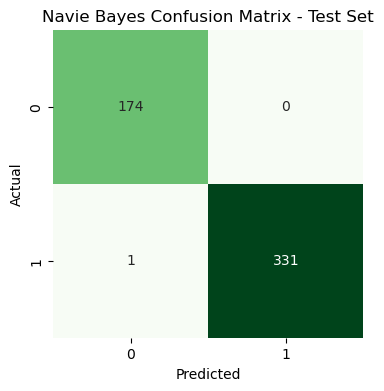 Navie Bayes Confusion Matrix - Test Set
0
174
0
Actual
1
1
331
0
1
Predicted